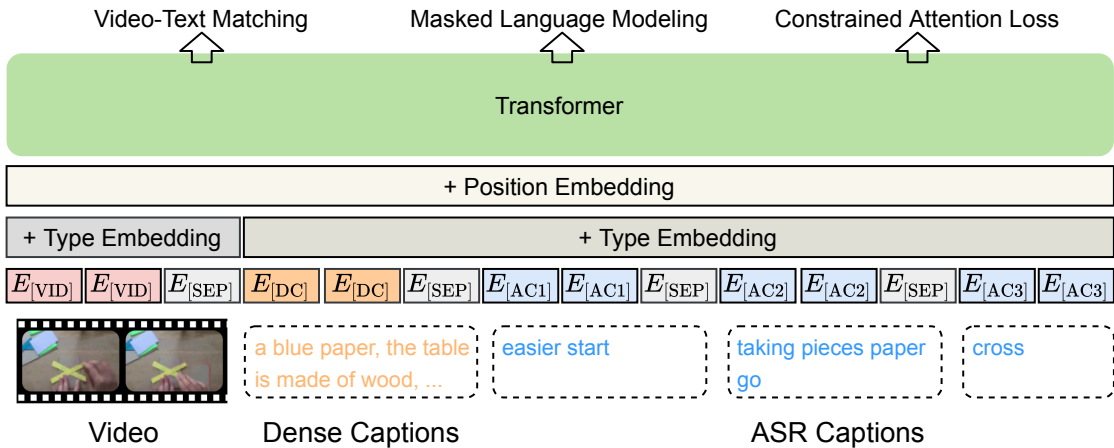 Video-Text Matching Masked Language Modeling Constrained Attention Loss
Transformer
+ Position Embedding
+ Type Embedding + Type Embedding
E[VID] E[VID] E[SEP] E[DC] E[DC] E[SEP] E[AC1] E[AC1] E[SEP] E[AC2] E[AC2] E[SEP] E[AC3] E[AC3]
a blue paper, the table
is made of wood, ...
easier start
taking pieces paper
go
cross
Video Dense Captions ASR Captions